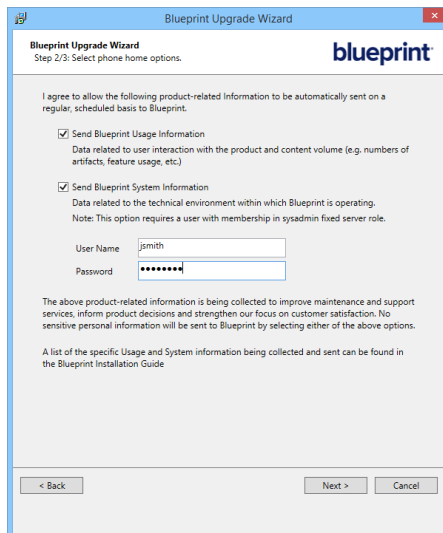 Blueprint Upgrade Wizard
Blueprint Upgrade Wizard
Step 2/3: Select phone home options.
blueprint
I agree to allow the following product-related Information to be automatically sent on a
regular, scheduled basis to Blueprint.
Send Blueprint Usage Information
Data related to user interaction with the product and content volume (e.g. numbers of
artifacts, feature usage, etc.)
Send Blueprint System Information
Data related to the technical environment within which Blueprint is operating.
Note: This option requires a user with membership in sysadmin fixed server role.
User Name jsmith
Password ●●●●●●●●
The above product-related information is being collected to improve maintenance and support
services, inform product decisions and strengthen our focus on customer satisfaction. No
sensitive personal information will be sent to Blueprint by selecting either of the above options.
A list of the specific Usage and System information being collected and sent can be found in
the Blueprint Installation Guide
< Back Next > Cancel